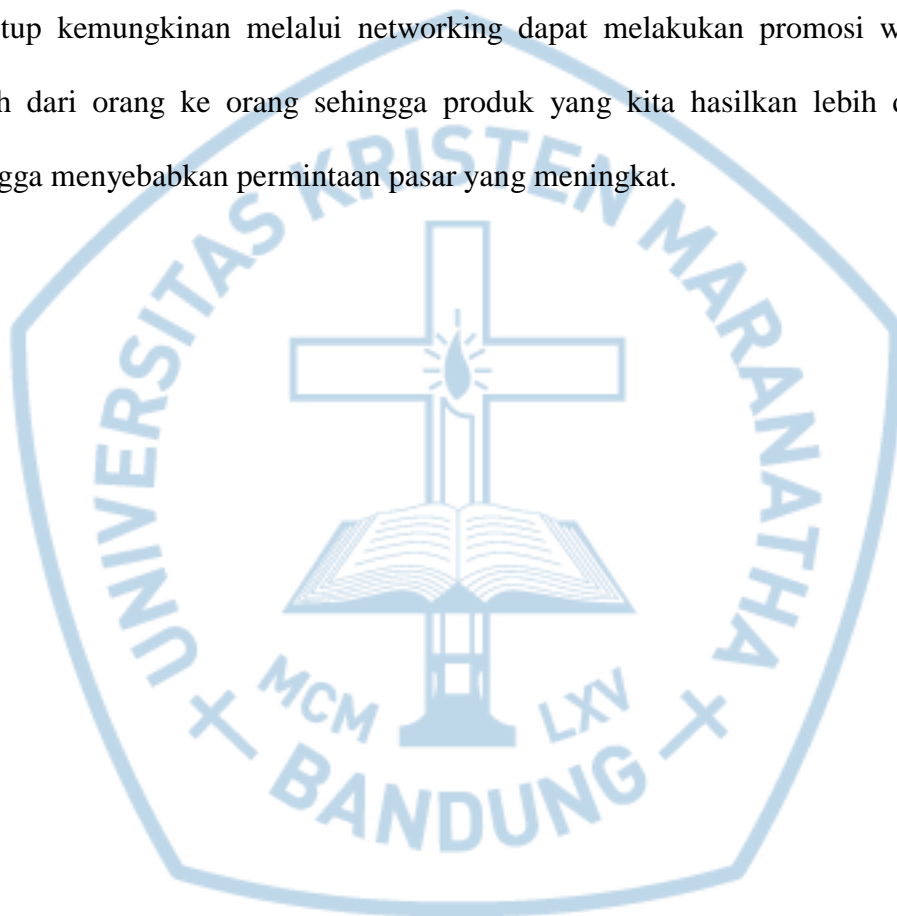 tup kemungkinan melalui networking dapat melakukan promosi w
h dari orang ke orang sehingga produk yang kita hasilkan lebih
gga menyebabkan permintaan pasar yang meningkat.
UNIVERSITAS KRISTEN MARANATHA
MCM LXV
BANDUNG